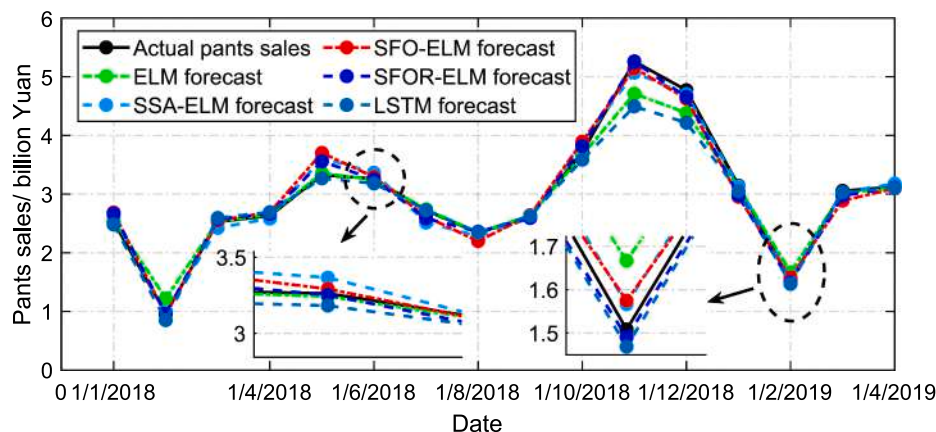 6
5
4
3
2
1
0
Pants sales/ billion Yuan
Actual pants sales
ELM forecast
SSA-ELM forecast
SFO-ELM forecast
SFOR-ELM forecast
LSTM forecast
3.5
3
1.7
1.6
1.5
0 1/1/2018 1/4/2018 1/6/2018 1/8/2018 1/10/2018 1/12/2018 1/2/2019 1/4/2019
Date